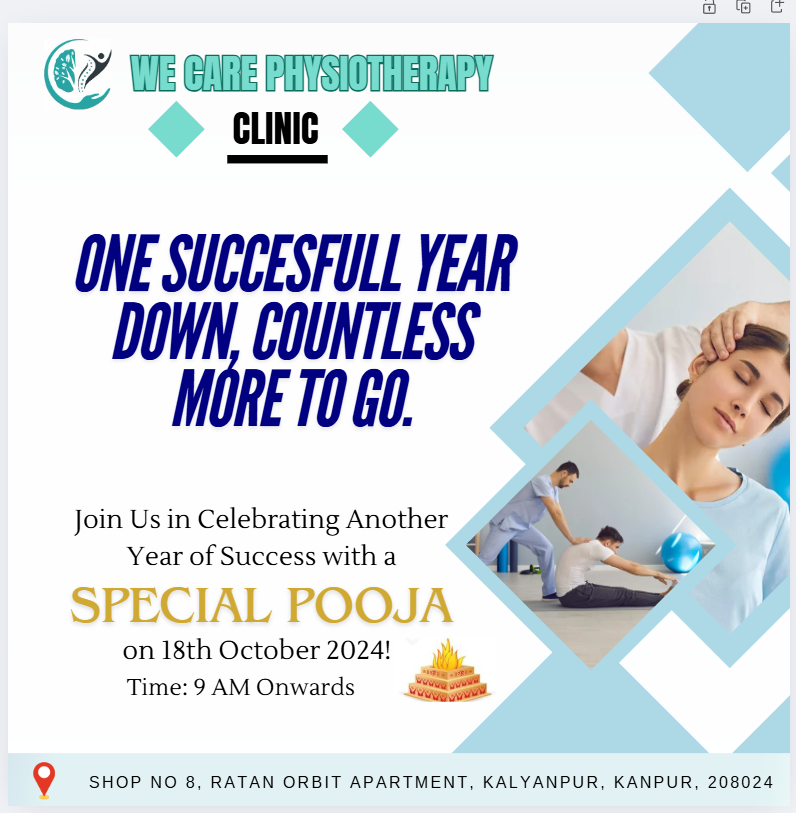 WE CARE PHYSIOTHERAPY
CLINIC
ONE SUCCESFULL YEAR
DOWN, COUNTLESS
MORE TO GO.
Join Us in Celebrating Another
Year of Success with a
SPECIAL POOJA
on 18th October 2024!
Time: 9 AM Onwards
SHOP NO 8, RATAN ORBIT APARTMENT, KALYANPUR, KANPUR, 208024